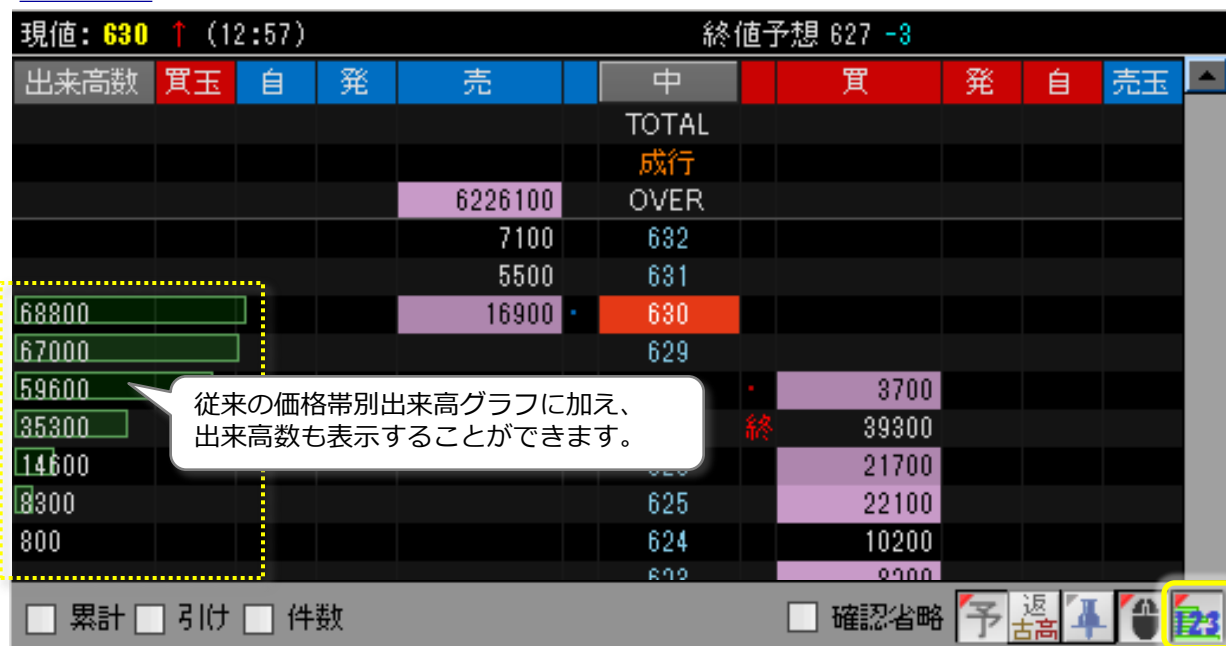 現値: 630 ↑ (12:57) 終値予想 627 -3
出来高数 買玉 自 発 売 中 買 発 自 売玉
TOTAL
成行
6226100 OVER
7100 632
5500 631
68800 16900 630
67000 629
59600 3700
35300 終 39300
14600 21700
8300 625 22100
800 624 10200
従来の価格帯別出来高グラフに加え、
出来高数も表示することができます。
累計 引け 件数 確認省略 予 返 古高 123